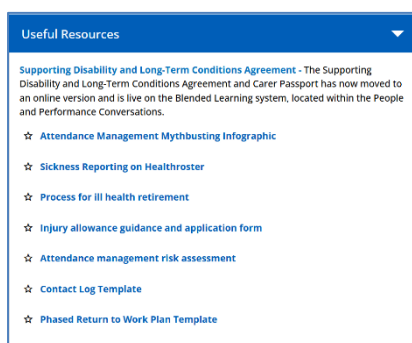 Useful Resources
Supporting Disability and Long-Term Conditions Agreement - The Supporting
Disability and Long-Term Conditions Agreement and Carer Passport has now moved to
an online version and is live on the Blended Learning system, located within the People
and Performance Conversations.
Attendance Management Mythbusting Infographic
Sickness Reporting on Healthroster
Process for ill health retirement
Injury allowance guidance and application form
Attendance management risk assessment
Contact Log Template
Phased Return to Work Plan Template